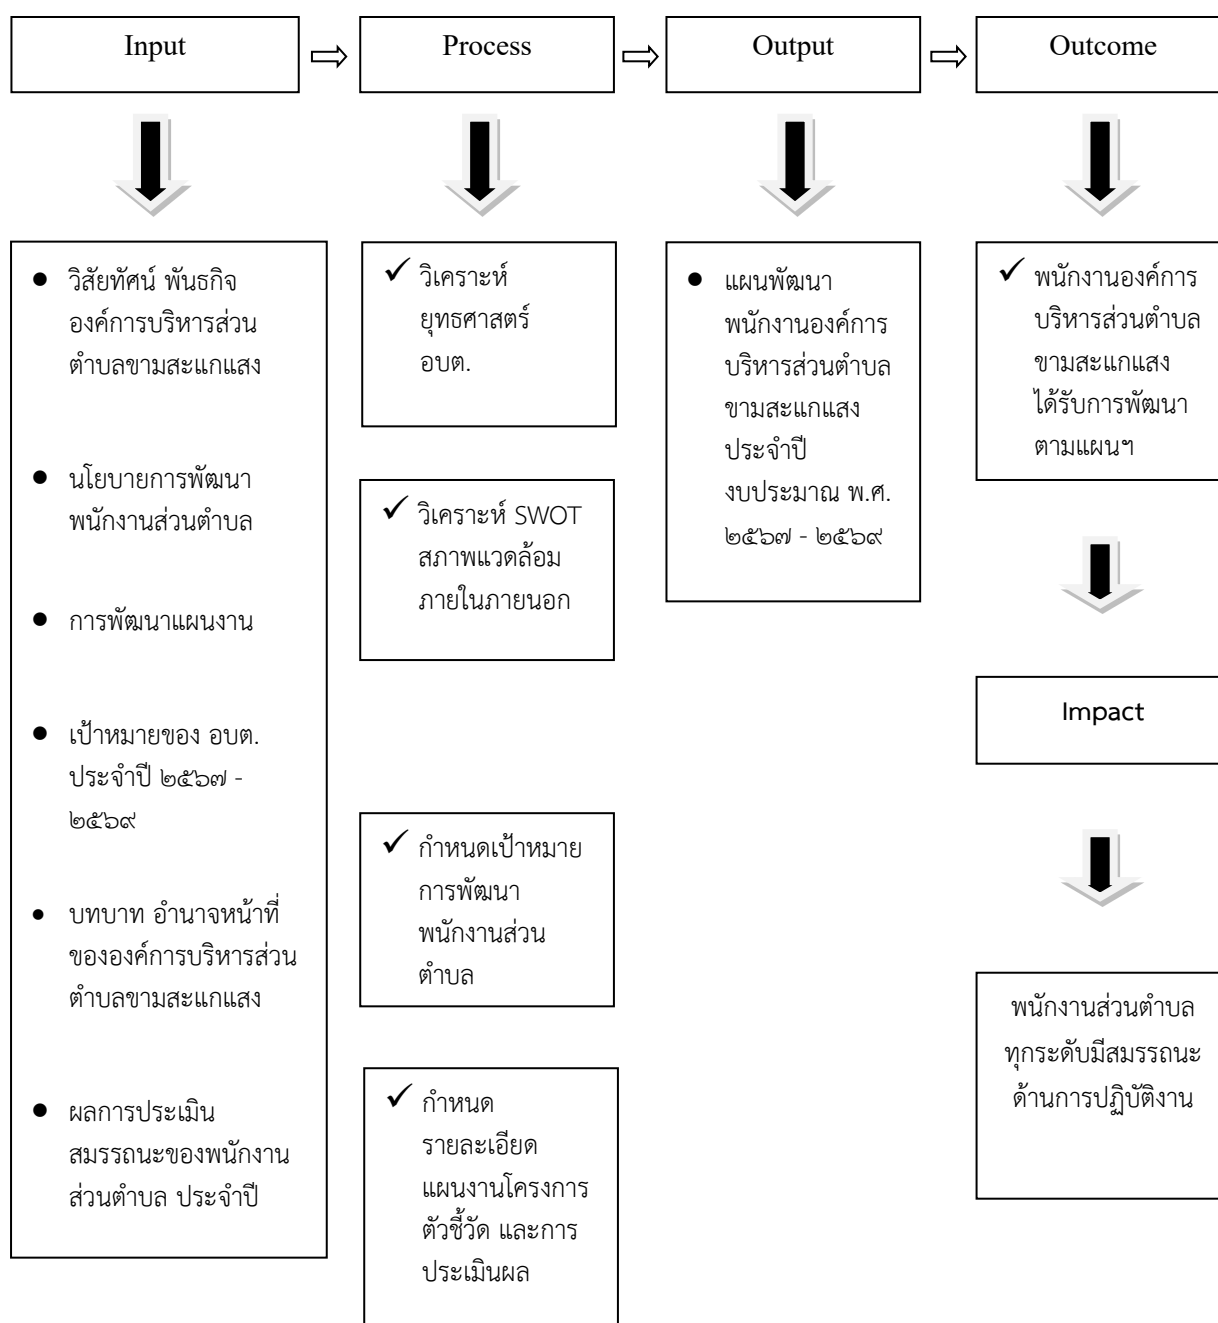 Input
Process
Output
Outcome
วิสัยทัศน์ พันธกิจ
องค์การบริหารส่วน
ตำบลขามสะแกแสง
นโยบายการพัฒนา
พนักงานส่วนตำบล
การพัฒนาแผนงาน
เป้าหมายของ อบต.
ประจำปี ๒๕๖๗ -
๒๕๖๙
บทบาท อำนาจหน้าที่
ขององค์การบริหารส่วน
ตำบลขามสะแกแสง
ผลการประเมิน
สมรรถนะของพนักงาน
ส่วนตำบล ประจำปี
วิเคราะห์
ยุทธศาสตร์
อบต.
วิเคราะห์ SWOT
สภาพแวดล้อม
ภายในภายนอก
กำหนดเป้าหมาย
การพัฒนา
พนักงานส่วน
ตำบล
กำหนด
รายละเอียด
แผนงานโครงการ
ตัวชี้วัด และการ
ประเมินผล
แผนพัฒนา
พนักงานองค์การ
บริหารส่วนตำบล
ขามสะแกแสง
ประจำปี
งบประมาณ พ.ศ.
๒๕๖๗ - ๒๕๖๙
พนักงานองค์การ
บริหารส่วนตำบล
ขามสะแกแสง
ได้รับการพัฒนา
ตามแผนฯ
Impact
พนักงานส่วนตำบล
ทุกระดับมีสมรรถนะ
ด้านการปฏิบัติงาน